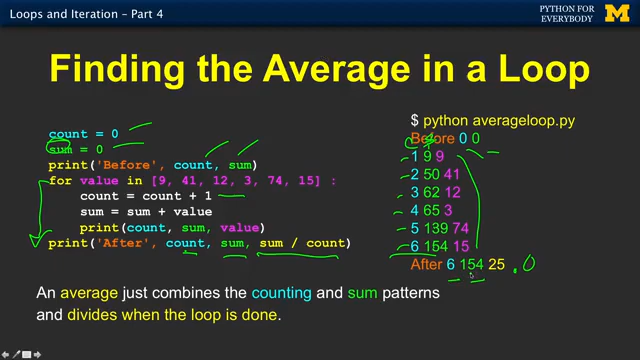 Loops and Iteration – Part 4
PYTHON FOR
EVERYBODY
Finding the Average in a Loop
count = 0
sum = 0
print('Before', count, sum)
for value in [9, 41, 12, 3, 74, 15] :
count = count + 1
sum = sum + value
print(count, sum, value)
print('After', count, sum, sum / count)
$ python averageloop.py
Before 0 0
1 9 9
2 50 41
3 62 12
4 65 3
5 139 74
6 154 15
After 6 154 25 .0
An average just combines the counting and sum patterns
and divides when the loop is done.